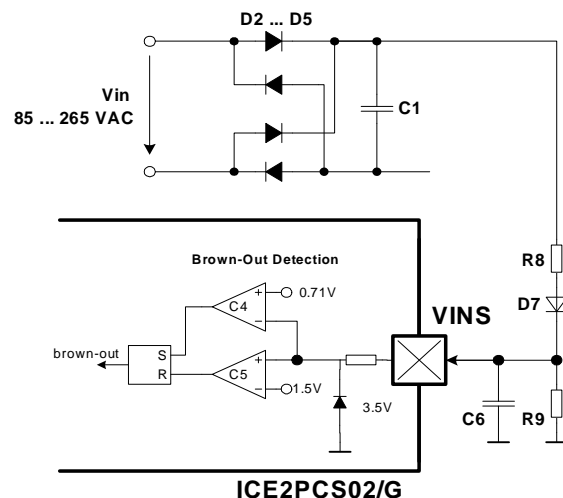 D2 ... D5
Vin
85 ... 265 VAC
C1
R8
Brown-Out Detection
D7
0.71V
C4
VINS
brown-out
S
R
C5
1.5V
3.5V
C6
R9
ICE2PCS02/G